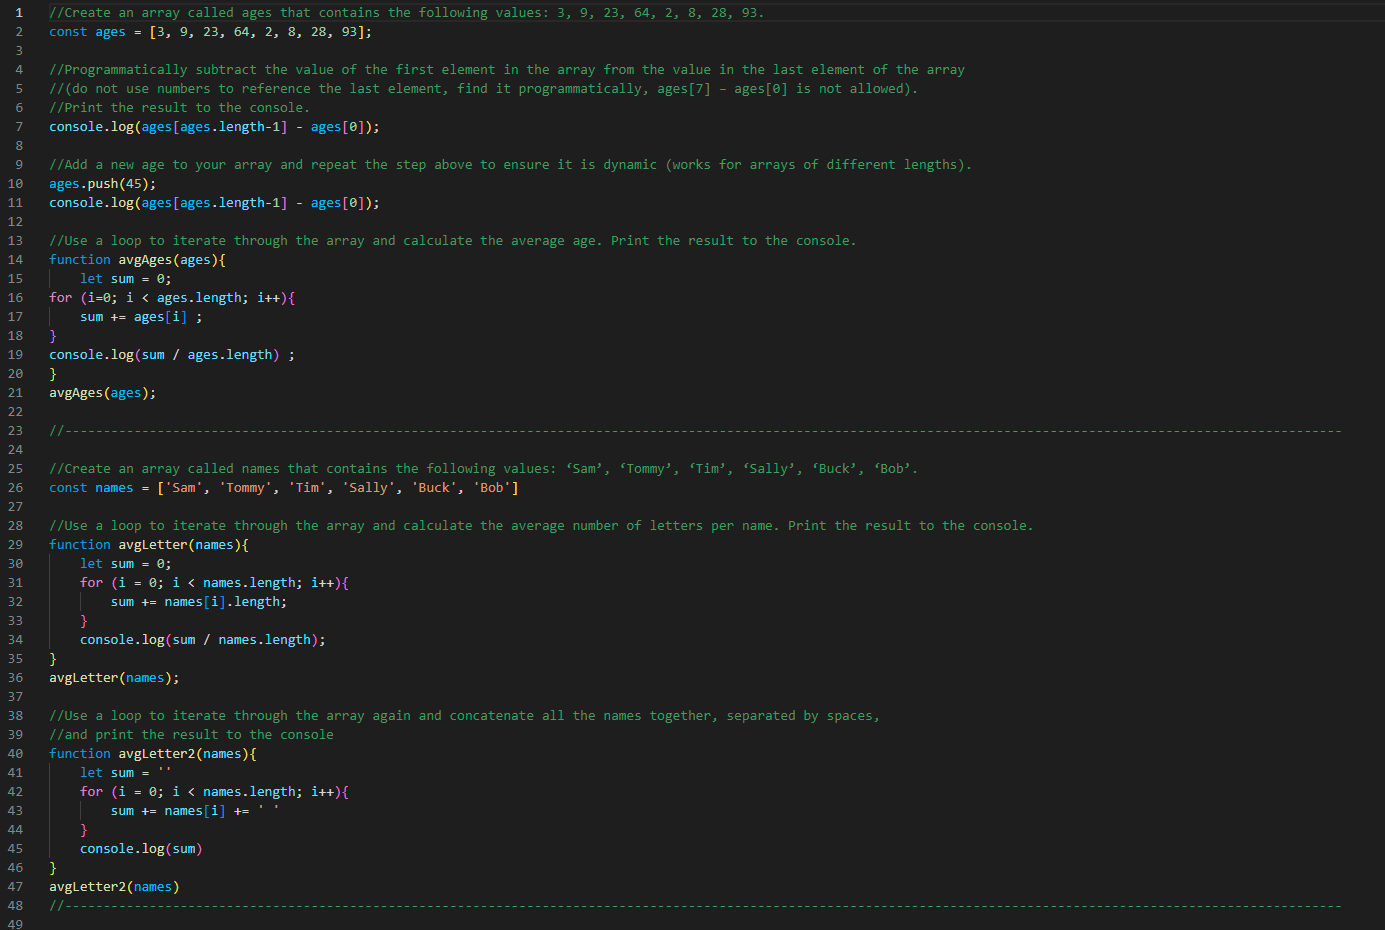 1 //Create an array called ages that contains the following values: 3, 9, 23, 64, 2, 8, 28, 93.
2 const ages = [3, 9, 23, 64, 2, 8, 28, 93];
3
4 //Programmatically subtract the value of the first element in the array from the value in the last element of the array
5 //(do not use numbers to reference the last element, find it programmatically, ages[7] – ages[0] is not allowed).
6 //Print the result to the console.
7 console.log(ages[ages.length-1] - ages[0]);
8
9 //Add a new age to your array and repeat the step above to ensure it is dynamic (works for arrays of different lengths).
10 ages.push(45);
11 console.log(ages[ages.length-1] - ages[0]);
12
13 //Use a loop to iterate through the array and calculate the average age. Print the result to the console.
14 function avgAges(ages){
15     let sum = 0;
16 for (i=0; i < ages.length; i++){
17     sum += ages[i] ;
18 }
19 console.log(sum / ages.length) ;
20 }
21 avgAges(ages);
22
23 //----------------------------------------------------------------------------------------------------------------------------------------------------------------------
24
25 //Create an array called names that contains the following values: ‘Sam’, ‘Tommy’, ‘Tim’, ‘Sally’, ‘Buck’, ‘Bob’.
26 const names = ['Sam', 'Tommy', 'Tim', 'Sally', 'Buck', 'Bob']
27
28 //Use a loop to iterate through the array and calculate the average number of letters per name. Print the result to the console.
29 function avgLetter(names){
30     let sum = 0;
31     for (i = 0; i < names.length; i++){
32         sum += names[i].length;
33     }
34     console.log(sum / names.length);
35 }
36 avgLetter(names);
37
38 //Use a loop to iterate through the array again and concatenate all the names together, separated by spaces,
39 //and print the result to the console
40 function avgLetter2(names){
41     let sum = ''
42     for (i = 0; i < names.length; i++){
43         sum += names[i] += ' '
44     }
45     console.log(sum)
46 }
47 avgLetter2(names)
48 //----------------------------------------------------------------------------------------------------------------------------------------------------------------------
49